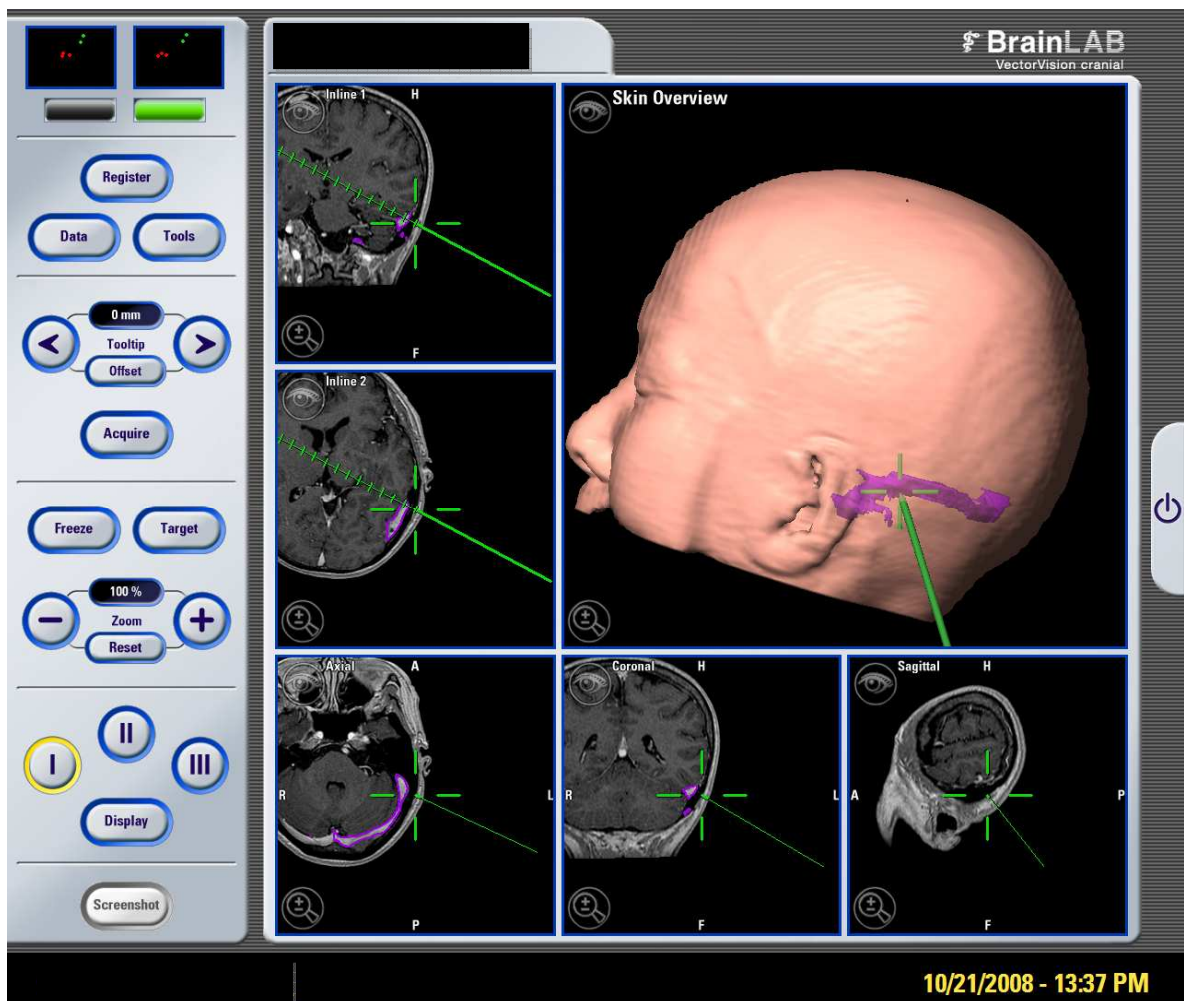 BrainLAB
VectorVision cranial
Register
Data
Tools
0 mm
Tooltip
Offset
Acquire
Freeze
Target
100 %
Zoom
Reset
I
II
III
Display
Screenshot
Inline 1
H
F
Skin Overview
Inline 2
Axial
A
R
L
P
Coronal
H
R
L
F
Sagittal
H
A
P
F
10/21/2008 - 13:37 PM